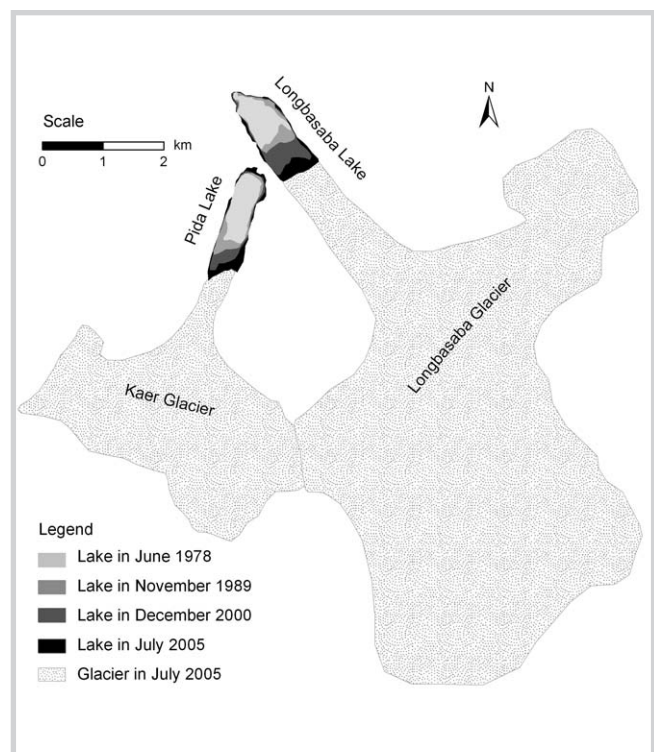 N
Longbasaba Lake
Scale
km
0 1 2
Pida Lake
Longbasaba Glacier
Kaer Glacier
Legend
Lake in June 1978
Lake in November 1989
Lake in December 2000
Lake in July 2005
Glacier in July 2005